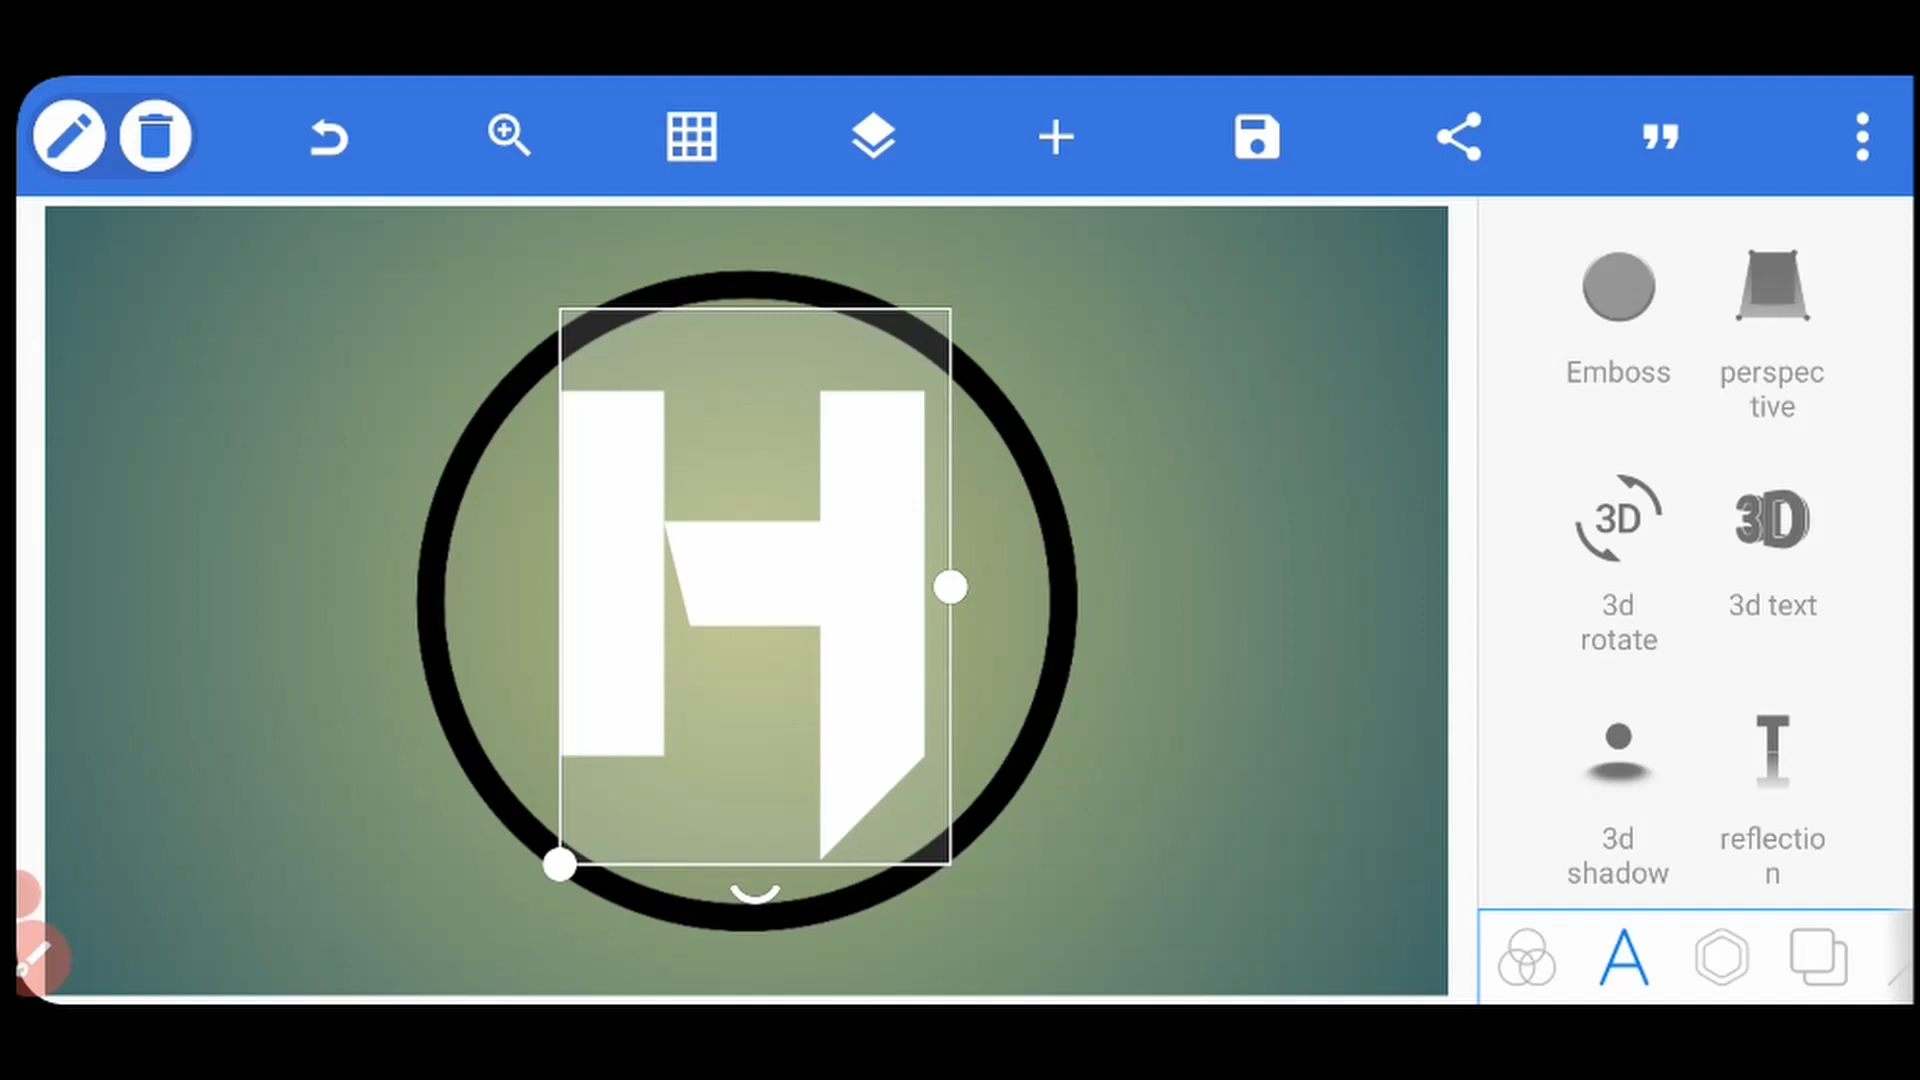 H
Emboss
perspec
tive
3D
3D
3d
rotate
3d text
T
3d
shadow
reflectio
n
A